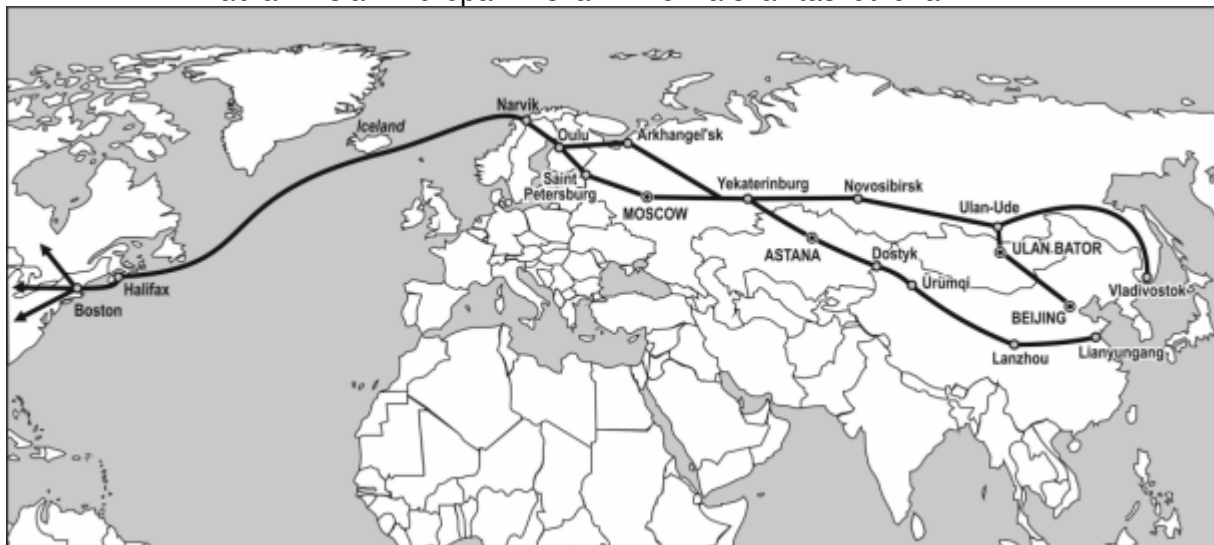 Narvik
Iceland
Oulu
Arkhangel'sk
Saint
Petersburg
MOSCOW
Yekaterinburg
Novosibirsk
Ulan-Ude
ASTANA
Dostyk
ULAN BATOR
Ürümqi
Halifax
Boston
Vladivostok
BEIJING
Lanzhou
Lianyungang